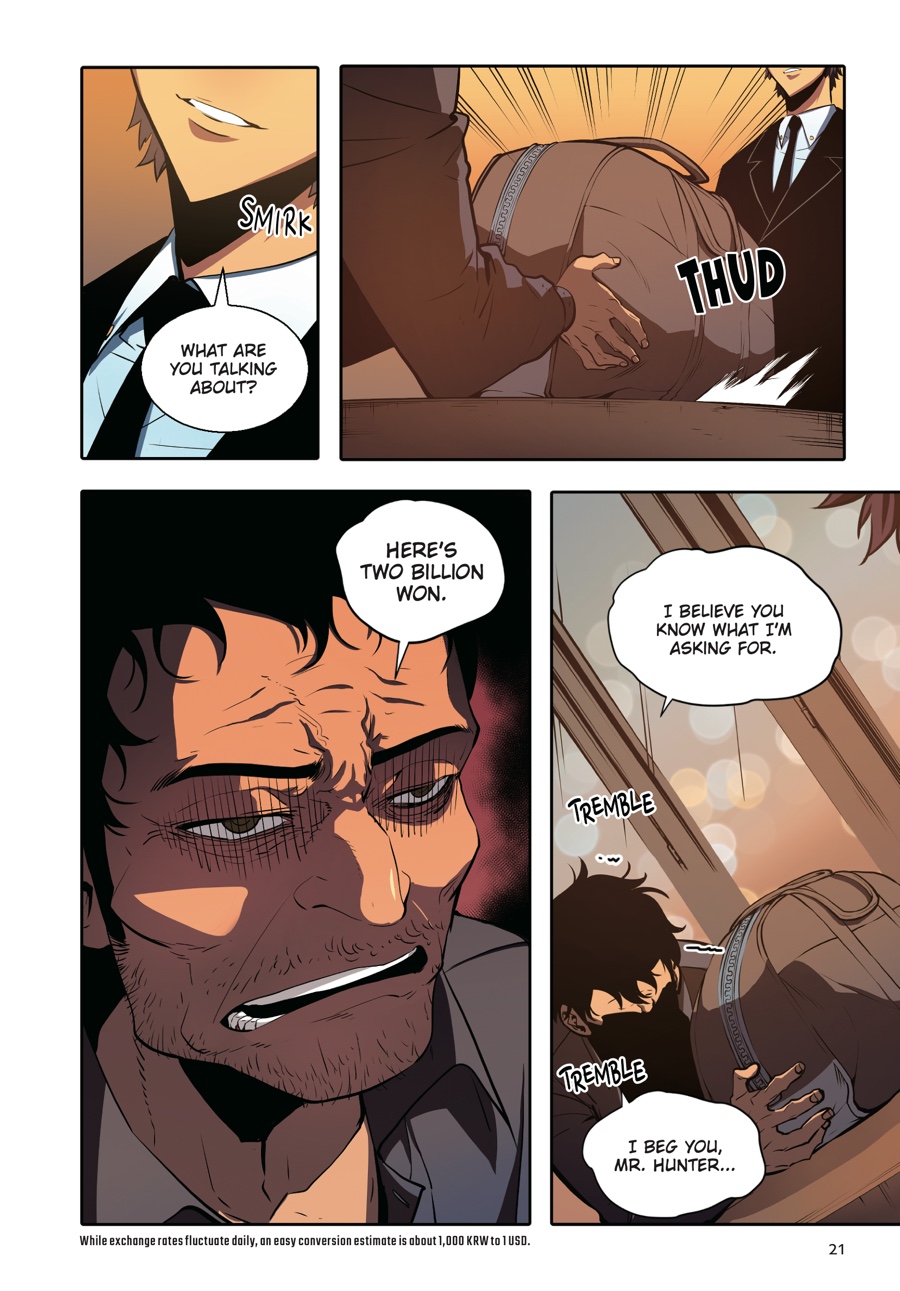 SMIRK
WHAT ARE
YOU TALKING
ABOUT?
THUD
HERE'S
TWO BILLION
WON.
I BELIEVE YOU
KNOW WHAT I'M
ASKING FOR.
TREMBLE
TREMBLE
I BEG YOU,
MR. HUNTER...
While exchange rates fluctuate daily, an easy conversion estimate is about 1,000 KRW to 1 USD.
21